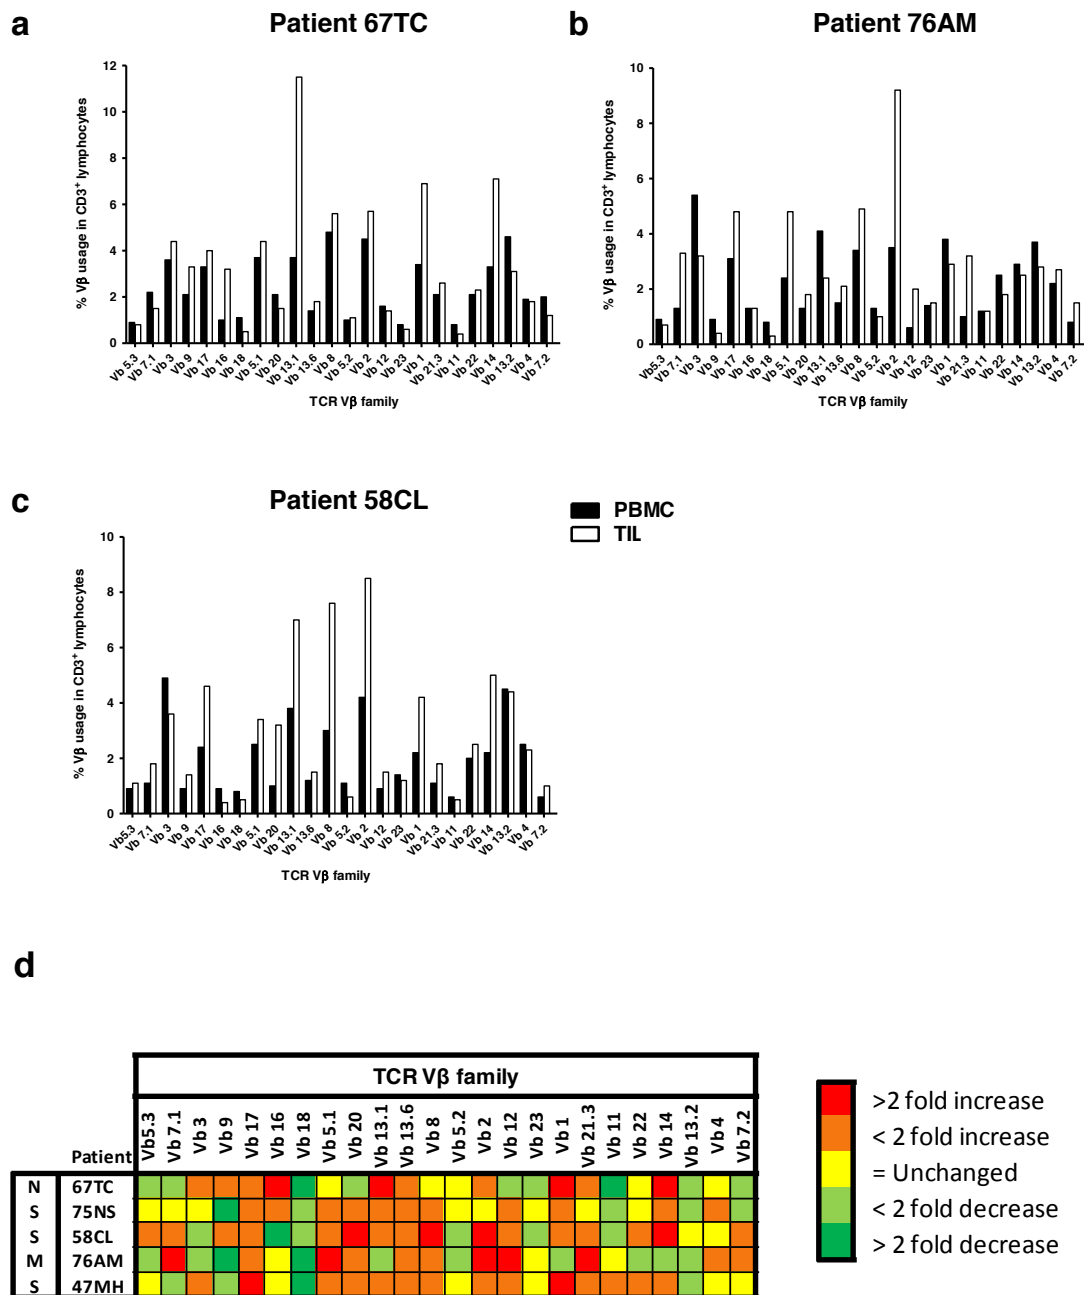 a
Patient 67TC
% Vβ usage in CD3+ lymphocytes
12
10
8
6
4
2
0
Vb 5.3 Vb 7.1 Vb 3 Vb 9 Vb 17 Vb 16 Vb 18 Vb 5.1 Vb 20 Vb 13.1 Vb 13.6 Vb 8 Vb 5.2 Vb 2 Vb 12 Vb 23 Vb 1 Vb 21.3 Vb 11 Vb 22 Vb 14 Vb 13.2 Vb 4 Vb 7.2
TCR Vβ family
b
Patient 76AM
% Vβ usage in CD3+ lymphocytes
10
8
6
4
2
0
Vb5.3 Vb 7.1 Vb 3 Vb 9 Vb 17 Vb 16 Vb 18 Vb 5.1 Vb 20 Vb 13.1 Vb 13.6 Vb 8 Vb 5.2 Vb 2 Vb 12 Vb 23 Vb 1 Vb 21.3 Vb 11 Vb 22 Vb 14 Vb 13.2 Vb 4 Vb 7.2
TCR Vβ family
c
Patient 58CL
% Vβ usage in CD3+ lymphocytes
10
8
6
4
2
0
Vb5.3 Vb 7.1 Vb 3 Vb 9 Vb 17 Vb 16 Vb 18 Vb 5.1 Vb 20 Vb 13.1 Vb 13.6 Vb 8 Vb 5.2 Vb 2 Vb 12 Vb 23 Vb 1 Vb 21.3 Vb 11 Vb 22 Vb 14 Vb 13.2 Vb 4 Vb 7.2
TCR Vβ family
PBMC
TIL
d
TCR Vβ family
Patient Vb5.3 Vb 7.1 Vb 3 Vb 9 Vb 17 Vb 16 Vb 18 Vb 5.1 Vb 20 Vb 13.1 Vb 13.6 Vb 8 Vb 5.2 Vb 2 Vb 12 Vb 23 Vb 1 Vb 21.3 Vb 11 Vb 22 Vb 14 Vb 13.2 Vb 4 Vb 7.2
N 67TC
S 75NS
S 58CL
M 76AM
S 47MH
>2 fold increase
< 2 fold increase
= Unchanged
< 2 fold decrease
> 2 fold decrease